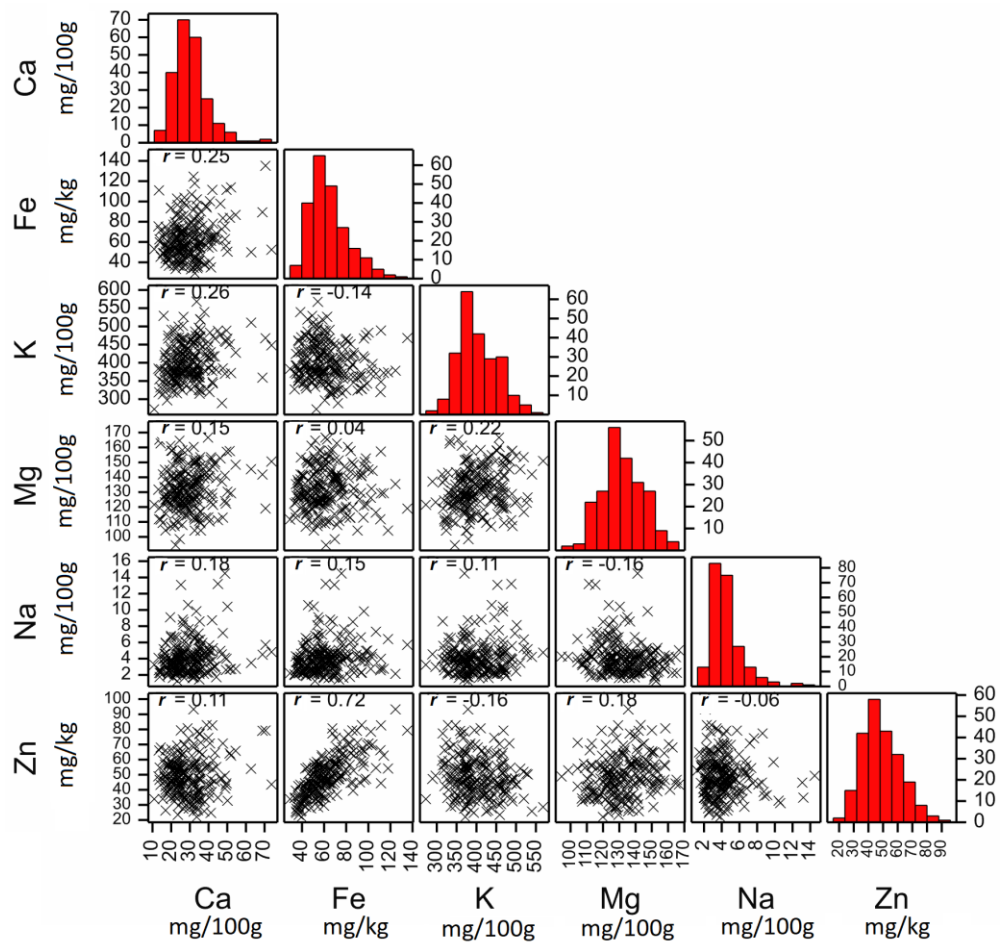 Ca
mg/100g
70
60
50
40
30
20
10
0
Fe
mg/kg
140
120
100
80
60
40
r = 0.25
60
50
40
30
20
10
0
K
mg/100g
600
550
500
450
400
350
300
r = 0.26
r = -0.14
60
50
40
30
20
10
Mg
mg/100g
170
160
150
140
130
120
110
100
r = 0.15
r = 0.04
r = 0.22
50
40
30
20
10
Na
mg/100g
16
14
12
10
8
6
4
2
r = 0.18
r = 0.15
r = 0.11
r = -0.16
80
70
60
50
40
30
20
10
0
Zn
mg/kg
100
90
80
70
60
50
40
30
20
r = 0.11
r = 0.72
r = -0.16
r = 0.18
r = -0.06
60
50
40
30
20
10
0
10 20 30 40 50 60 70
40 60 80 100 120 140
300 350 400 450 500 550
100 110 120 130 140 150 160 170
2 4 6 8 10 12 14
20 30 40 50 60 70 80 90
Ca Fe K Mg Na Zn
mg/100g mg/kg mg/100g mg/100g mg/100g mg/kg